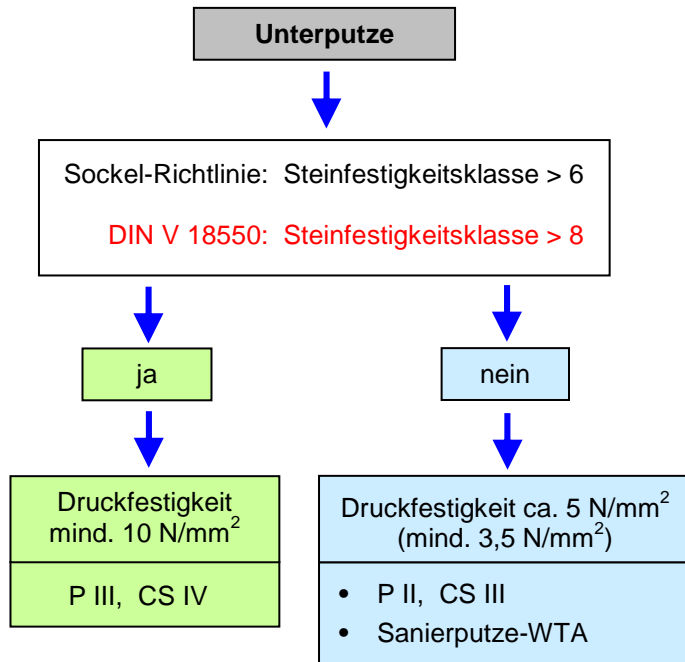 Unterputze
Sockel-Richtlinie: Steinfestigkeitsklasse > 6
DIN V 18550: Steinfestigkeitsklasse > 8
ja
nein
Druckfestigkeit
mind. 10 N/mm²
P III, CS IV
Druckfestigkeit ca. 5 N/mm²
(mind. 3,5 N/mm²)
• P II, CS III
• Sanierputze-WTA